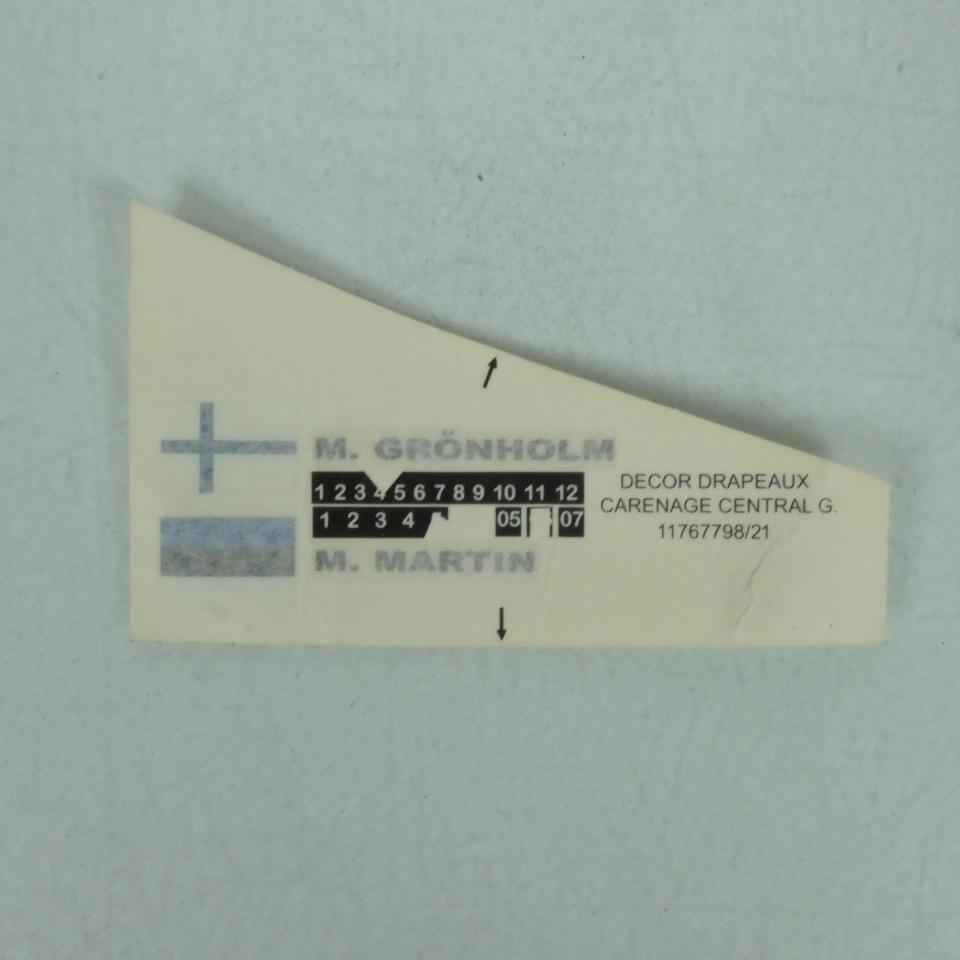 M. GRÖNHOLM
1 2 3 4 5 6 7 8 9 10 11 12
1 2 3 4 05 07
M. MARTIN
DECOR DRAPEAUX
CARENAGE CENTRAL G.
11767798/21